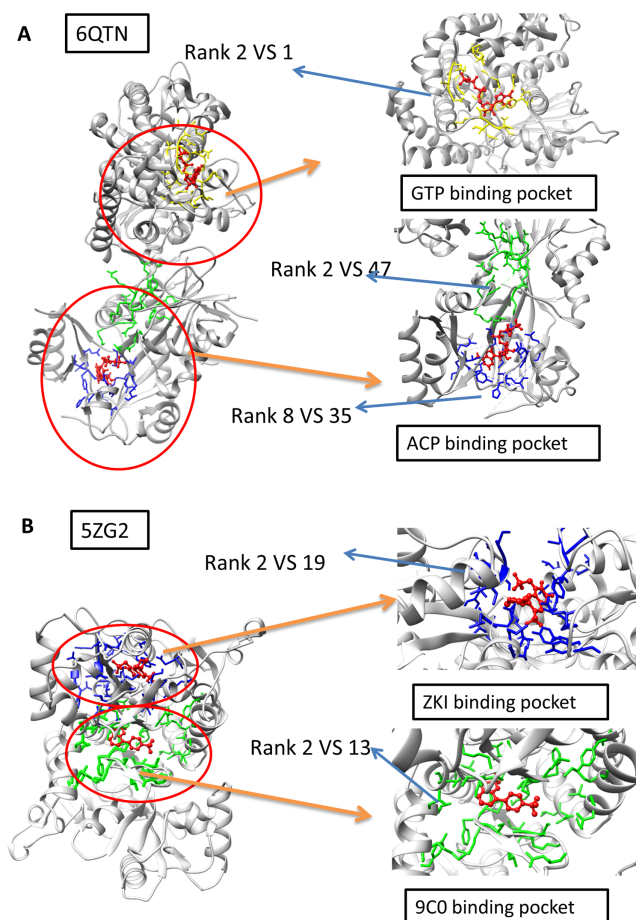 A
6QTN
Rank 2 VS 1
GTP binding pocket
Rank 2 VS 47
Rank 8 VS 35
ACP binding pocket
B
5ZG2
Rank 2 VS 19
ZKI binding pocket
Rank 2 VS 13
9C0 binding pocket